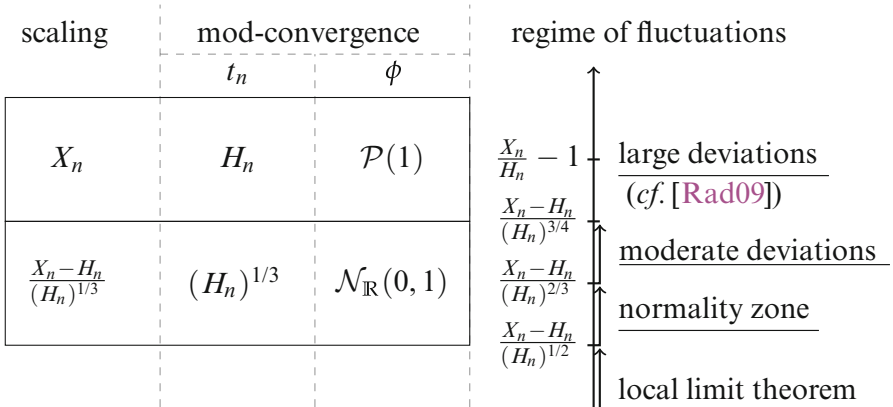 scaling mod-convergence regime of fluctuations
t_n ϕ
X_n H_n 𝒫(1) X_n/H_n − 1 large deviations
(cf. [Rad09])
(X_n−H_n)/(H_n)^{3/4}
moderate deviations
(X_n−H_n)/(H_n)^{1/3} (H_n)^{1/3} 𝒩_ℝ(0, 1) (X_n−H_n)/(H_n)^{2/3}
normality zone
(X_n−H_n)/(H_n)^{1/2}
local limit theorem